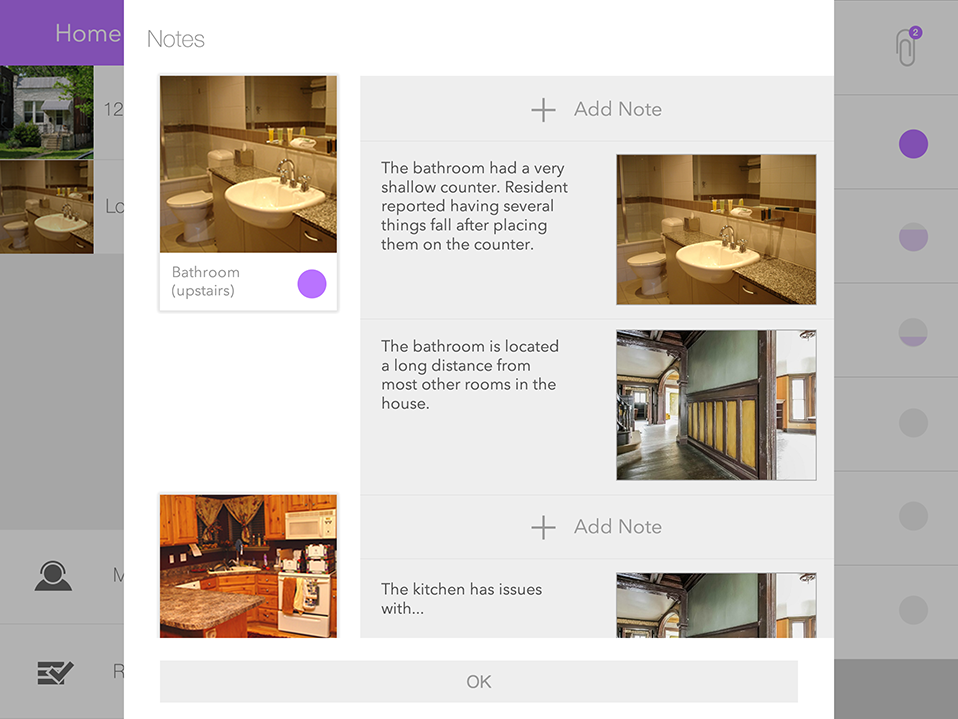 Home
Notes
2
12
Add Note
The bathroom had a very
shallow counter. Resident
reported having several
things fall after placing
them on the counter.
Lo
Bathroom
(upstairs)
The bathroom is located
a long distance from
most other rooms in the
house.
Add Note
M
The kitchen has issues
with...
R
OK